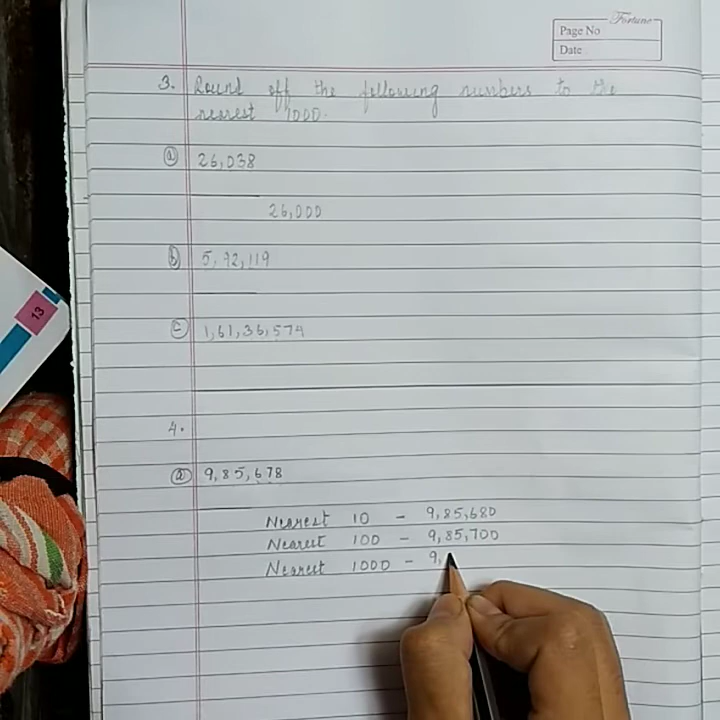 Fortune
Page No
Date
3. Round off the following numbers to the
nearest 1000.
(a) 26,038
26,000
(b) 5,92,119
(c) 1,61,36,574
13
4.
(a) 9,85,678
Nearest 10 - 9,85,680
Nearest 100 - 9,85,700
Nearest 1000 - 9,